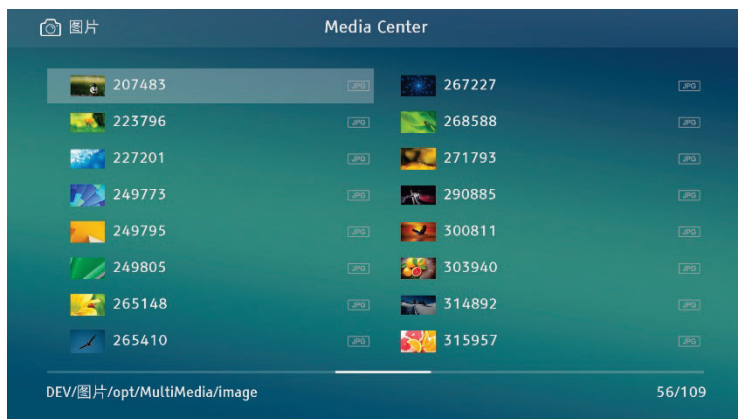 图片 Media Center
207483 JPG 267227 JPG
223796 JPG 268588 JPG
227201 JPG 271793 JPG
249773 JPG 290885 JPG
249795 JPG 300811 JPG
249805 JPG 303940 JPG
265148 JPG 314892 JPG
265410 JPG 315957 JPG
DEV/图片/opt/MultiMedia/image 56/109